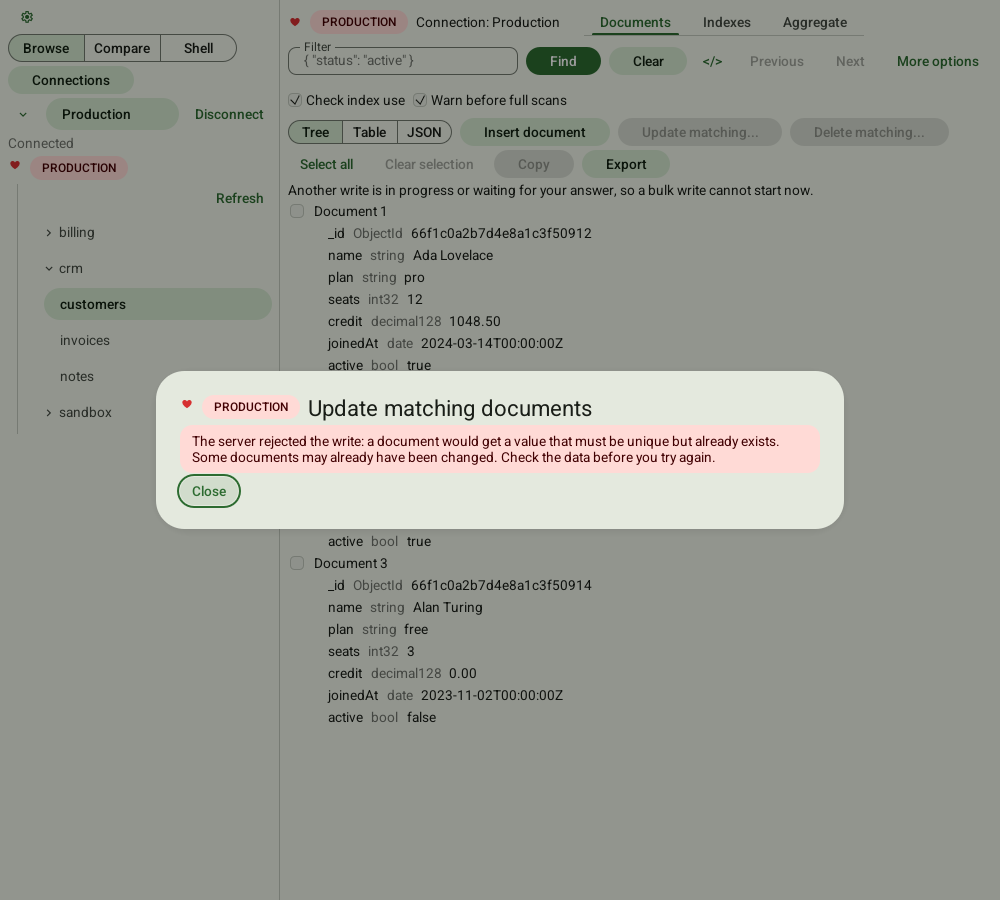 Browse Compare Shell
Connections
Production Disconnect
Connected
PRODUCTION
Refresh
billing
crm
customers
invoices
notes
sandbox
PRODUCTION Connection: Production Documents Indexes Aggregate
Filter
{ "status": "active" } Find Clear </> Previous Next More options
Check index use Warn before full scans
Tree Table JSON Insert document Update matching... Delete matching...
Select all Clear selection Copy Export
Another write is in progress or waiting for your answer, so a bulk write cannot start now.
Document 1
_id ObjectId 66f1c0a2b7d4e8a1c3f50912
name string Ada Lovelace
plan string pro
seats int32 12
credit decimal128 1048.50
joinedAt date 2024-03-14T00:00:00Z
active bool true
PRODUCTION Update matching documents
The server rejected the write: a document would get a value that must be unique but already exists.
Some documents may already have been changed. Check the data before you try again.
Close
active bool true
Document 3
_id ObjectId 66f1c0a2b7d4e8a1c3f50914
name string Alan Turing
plan string free
seats int32 3
credit decimal128 0.00
joinedAt date 2023-11-02T00:00:00Z
active bool false